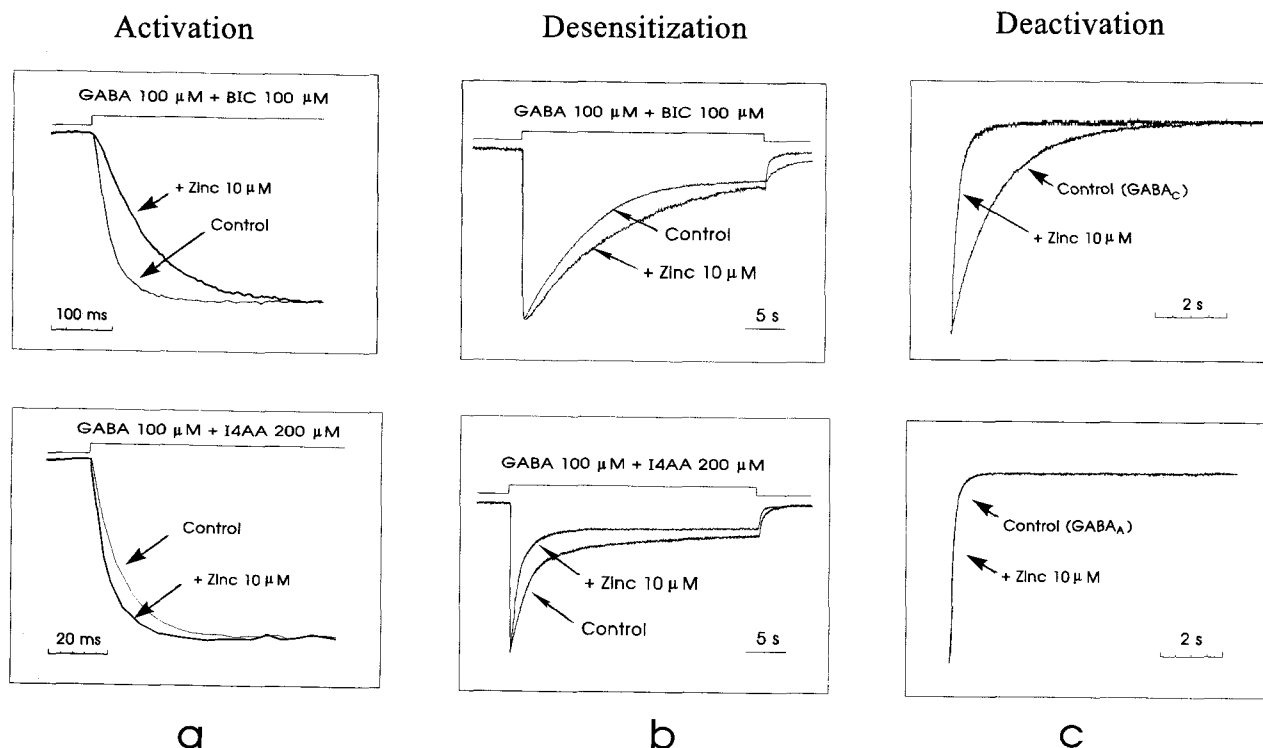 Activation
Desensitization
Deactivation
GABA 100 µM + BIC 100 µM
+ Zinc 10 µM
Control
100 ms
GABA 100 µM + BIC 100 µM
Control
+ Zinc 10 µM
5 s
Control (GABAC)
+ Zinc 10 µM
2 s
GABA 100 µM + I4AA 200 µM
Control
+ Zinc 10 µM
20 ms
GABA 100 µM + I4AA 200 µM
+ Zinc 10 µM
Control
5 s
Control (GABAA)
+ Zinc 10 µM
2 s
a
b
c